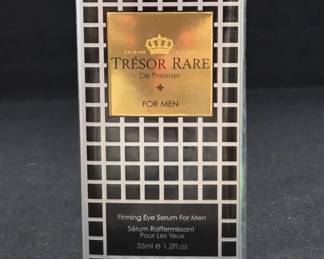 TRÉSOR RARE
De Premier
FOR MEN
Firming Eye Serum For Men
Sérum Raffermissant
Pour Les Yeux
35ml e 1.2Fl.oz